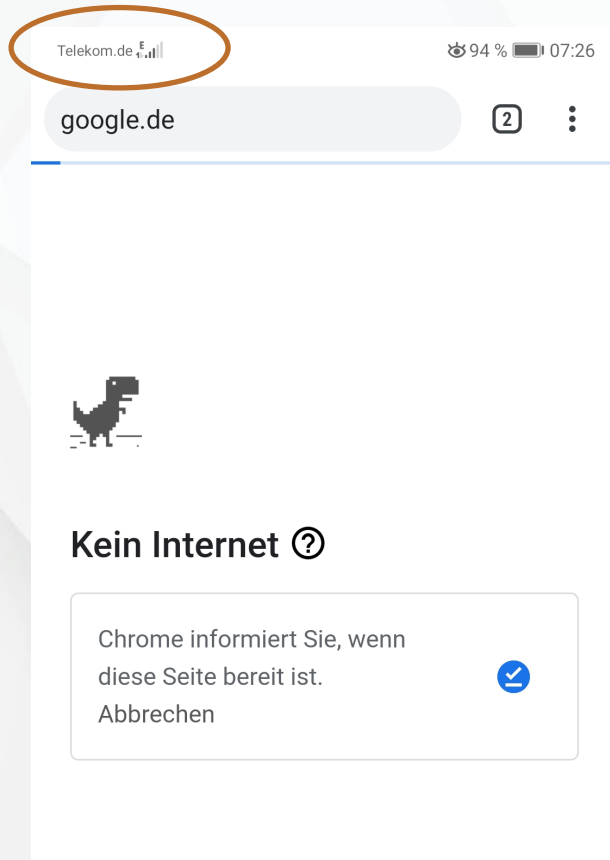 Telekom.de E 94 % 07:26
google.de 2
Kein Internet ?
Chrome informiert Sie, wenn
diese Seite bereit ist.
Abbrechen